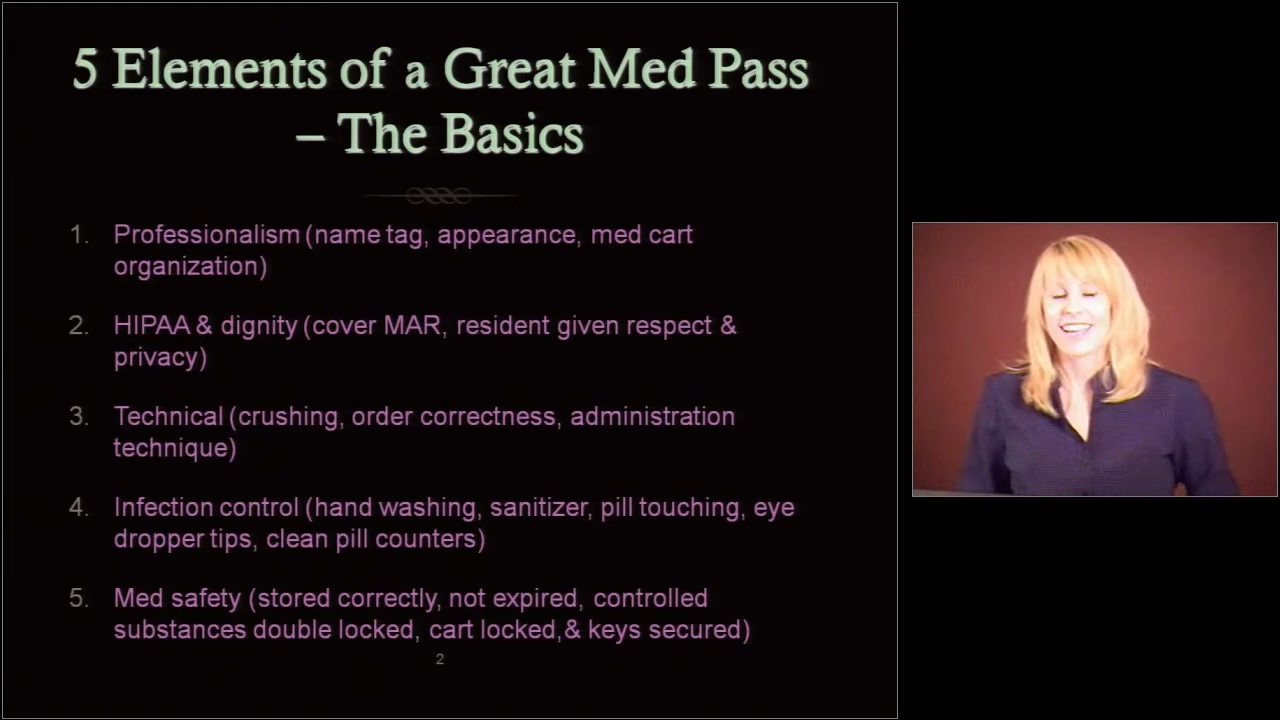 5 Elements of a Great Med Pass
– The Basics
1. Professionalism (name tag, appearance, med cart
organization)
2. HIPAA & dignity (cover MAR, resident given respect &
privacy)
3. Technical (crushing, order correctness, administration
technique)
4. Infection control (hand washing, sanitizer, pill touching, eye
dropper tips, clean pill counters)
5. Med safety (stored correctly, not expired, controlled
substances double locked, cart locked,& keys secured)
2